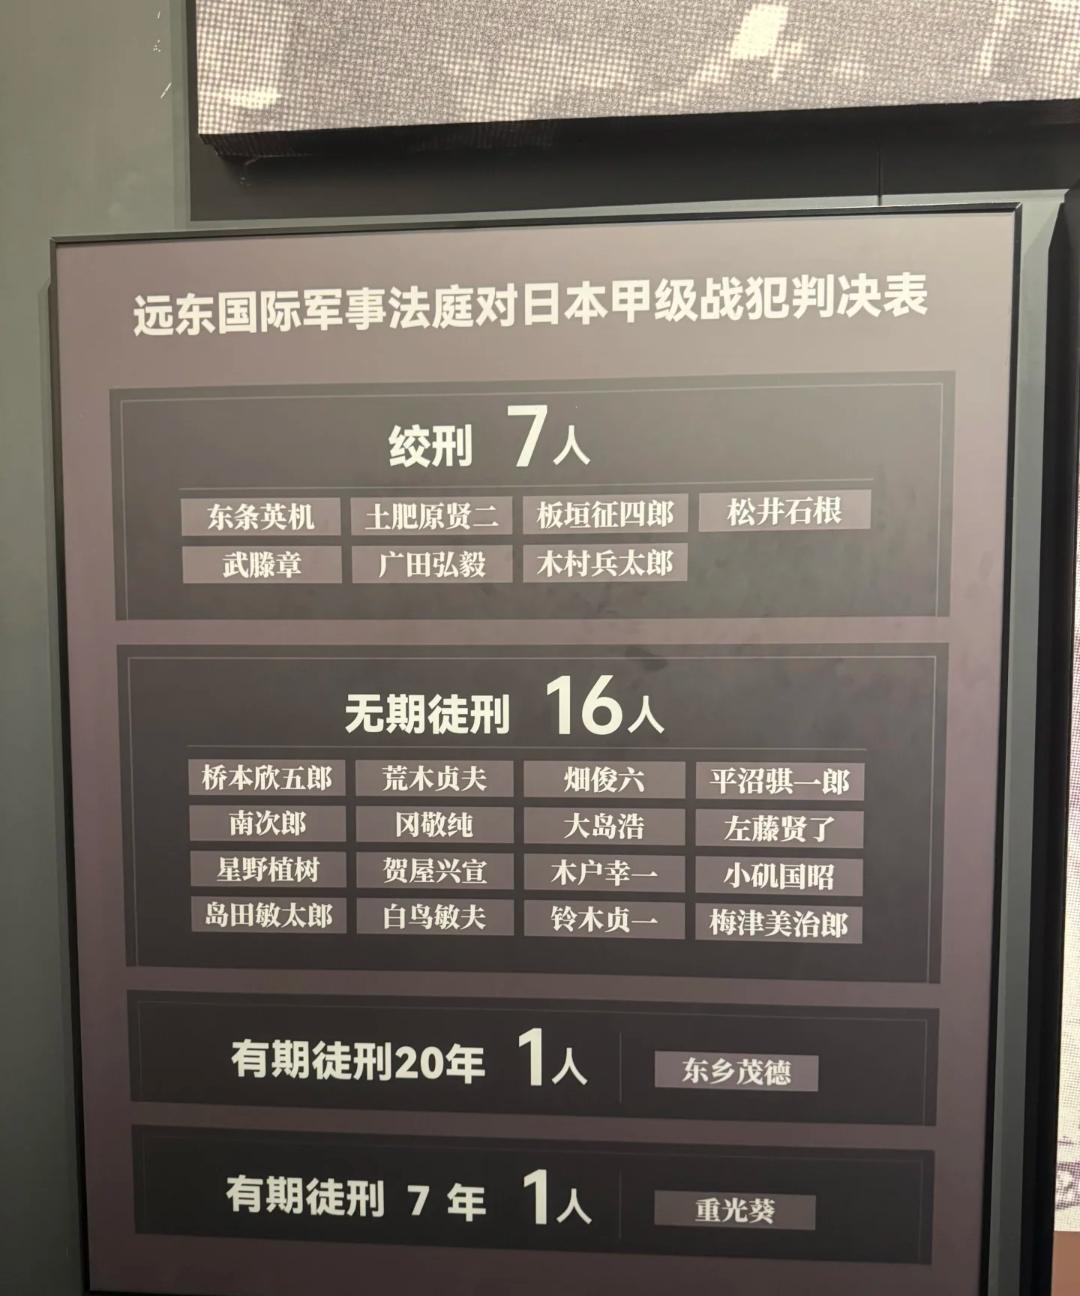 远东国际军事法庭对日本甲级战犯判决表
绞刑 7人
东条英机 土肥原贤二 板垣征四郎 松井石根
武滕章 广田弘毅 木村兵太郎
无期徒刑 16人
桥本欣五郎 荒木贞夫 畑俊六 平沼骐一郎
南次郎 冈敬纯 大岛浩 左藤贤了
星野植树 贺屋兴宣 木户幸一 小矶国昭
岛田敏太郎 白鸟敏夫 铃木贞一 梅津美治郎
有期徒刑20年 1人 东乡茂德
有期徒刑 7 年 1人 重光葵